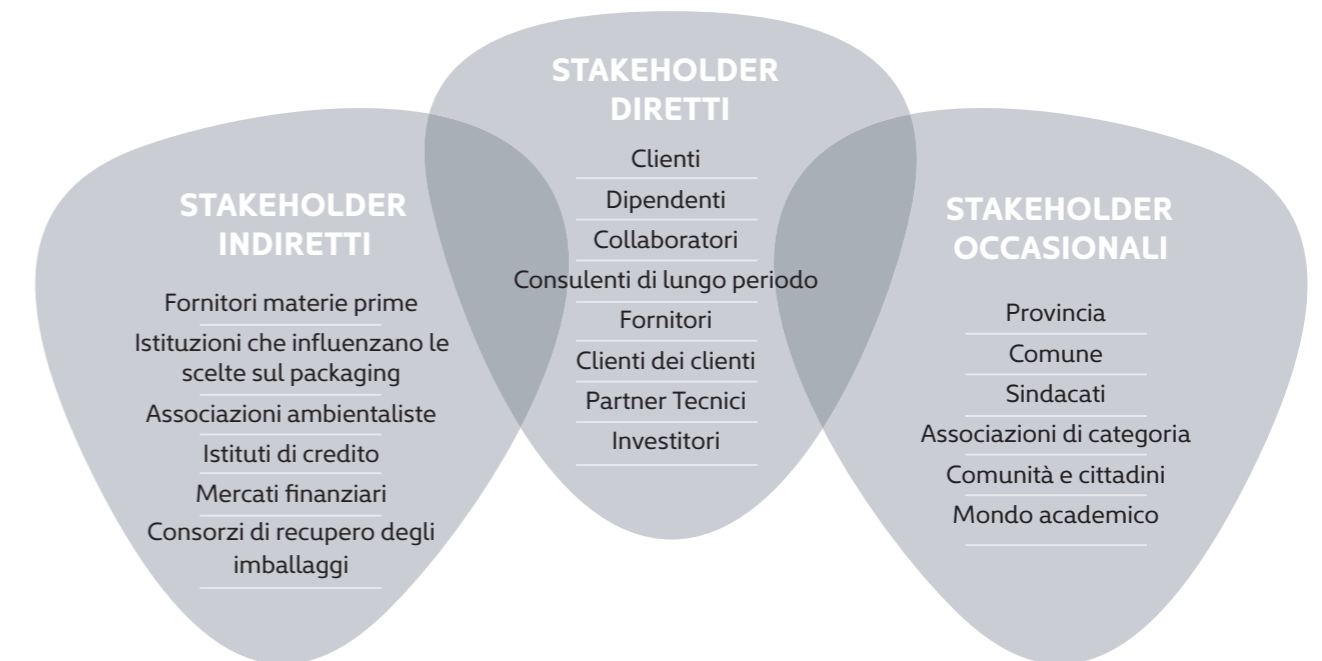 STAKEHOLDER
INDIRETTI
Fornitori materie prime
Istituzioni che influenzano le
scelte sul packaging
Associazioni ambientaliste
Istituti di credito
Mercati finanziari
Consorzi di recupero degli
imballaggi
STAKEHOLDER
DIRETTI
Clienti
Dipendenti
Collaboratori
Consulenti di lungo periodo
Fornitori
Clienti dei clienti
Partner Tecnici
Investitori
STAKEHOLDER
OCCASIONALI
Provincia
Comune
Sindacati
Associazioni di categoria
Comunità e cittadini
Mondo academico